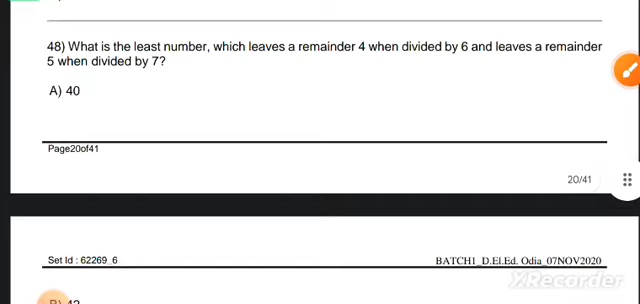 48) What is the least number, which leaves a remainder 4 when divided by 6 and leaves a remainder
5 when divided by 7?
A) 40
Page20of41
20/41
Set Id : 62269_6
BATCH1_D.El.Ed. Odia_07NOV2020
XRecorder